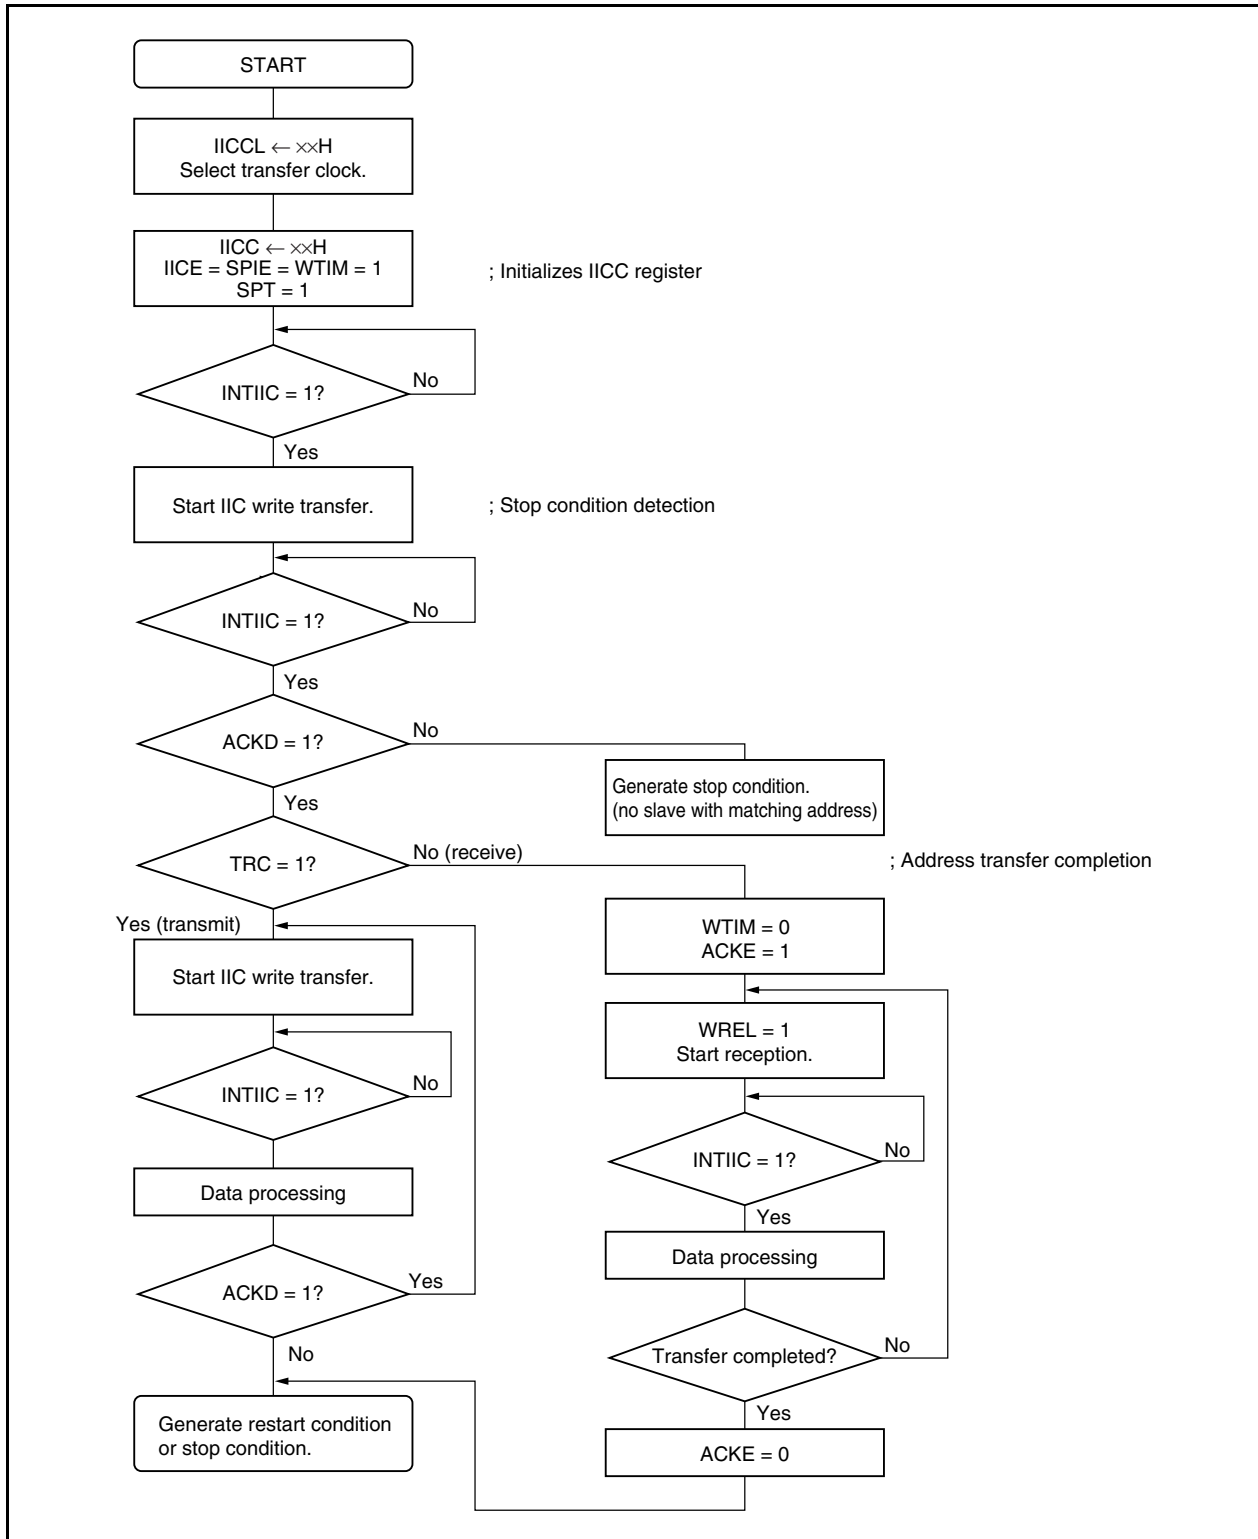 START
IICCL ← ××H
Select transfer clock.
IICC ← ××H
IICE = SPIE = WTIM = 1
SPT = 1
; Initializes IICC register
INTIIC = 1?
No
Yes
Start IIC write transfer.
; Stop condition detection
INTIIC = 1?
No
Yes
ACKD = 1?
No
Generate stop condition.
(no slave with matching address)
Yes
TRC = 1?
No (receive)
; Address transfer completion
Yes (transmit)
WTIM = 0
ACKE = 1
Start IIC write transfer.
WREL = 1
Start reception.
INTIIC = 1?
No
INTIIC = 1?
No
Data processing
Yes
Data processing
ACKD = 1?
Yes
Transfer completed?
No
No
Yes
Generate restart condition
or stop condition.
ACKE = 0